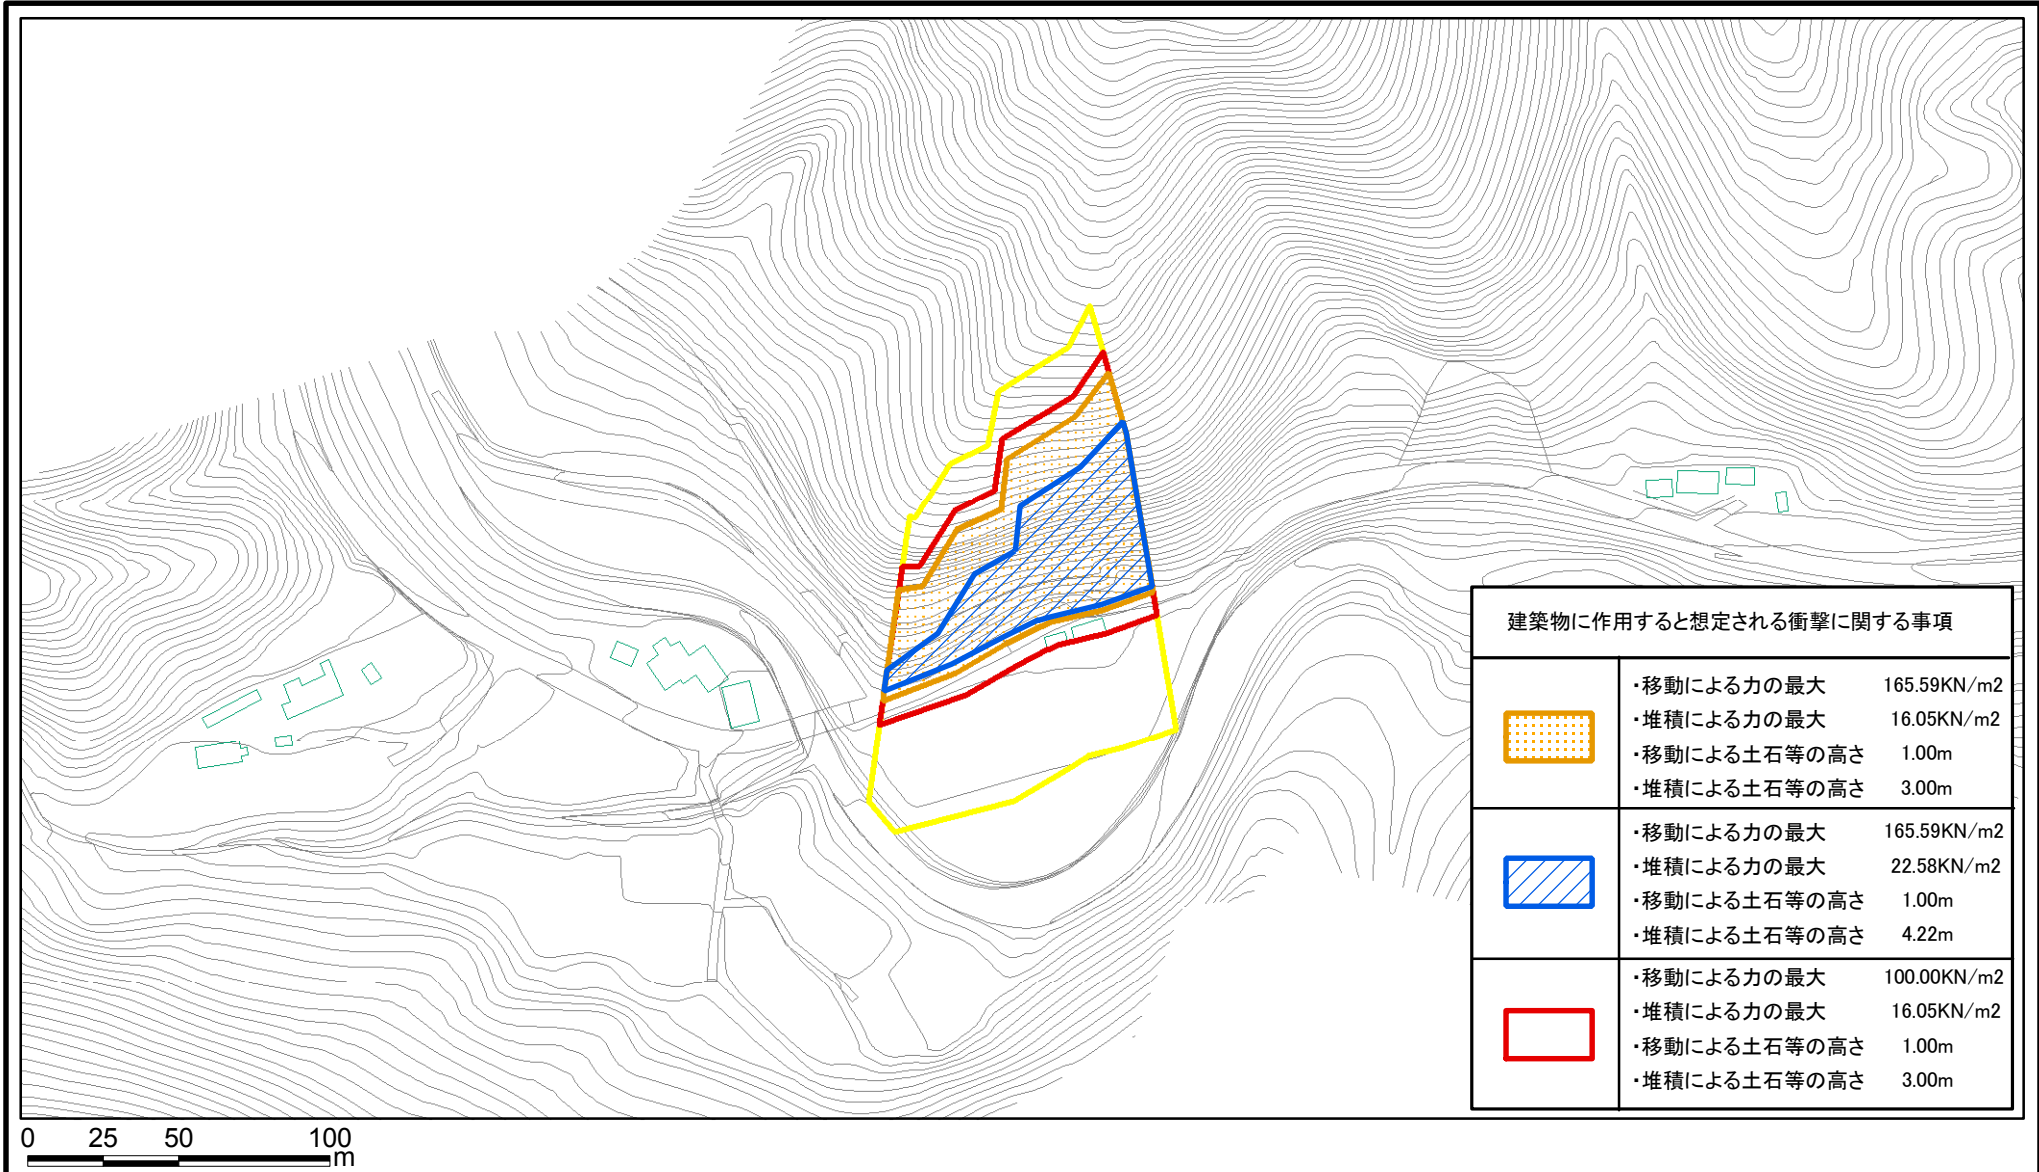 建築物に作用すると想定される衝撃に関する事項
・移動による力の最大 165.59KN/m2
・堆積による力の最大 16.05KN/m2
・移動による土石等の高さ 1.00m
・堆積による土石等の高さ 3.00m
・移動による力の最大 165.59KN/m2
・堆積による力の最大 22.58KN/m2
・移動による土石等の高さ 1.00m
・堆積による土石等の高さ 4.22m
・移動による力の最大 100.00KN/m2
・堆積による力の最大 16.05KN/m2
・移動による土石等の高さ 1.00m
・堆積による土石等の高さ 3.00m
0 25 50 100
m